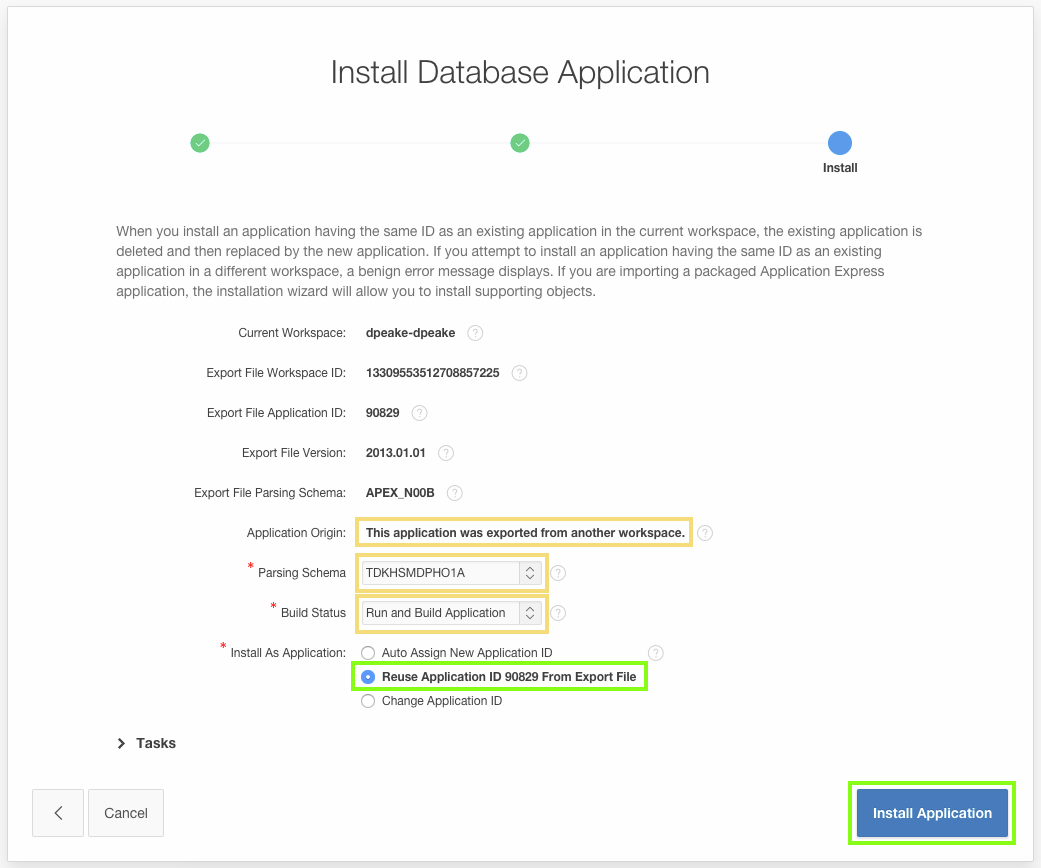 Install Database Application
Install
When you install an application having the same ID as an existing application in the current workspace, the existing application is
deleted and then replaced by the new application. If you attempt to install an application having the same ID as an existing
application in a different workspace, a benign error message displays. If you are importing a packaged Application Express
application, the installation wizard will allow you to install supporting objects.
Current Workspace: dpeake-dpeake ?
Export File Workspace ID: 13309553512708857225 ?
Export File Application ID: 90829 ?
Export File Version: 2013.01.01 ?
Export File Parsing Schema: APEX_N00B ?
Application Origin: This application was exported from another workspace. ?
* Parsing Schema TDKHSMDPHO1A ?
* Build Status Run and Build Application ?
* Install As Application: Auto Assign New Application ID ?
Reuse Application ID 90829 From Export File
Change Application ID
Tasks
Cancel Install Application